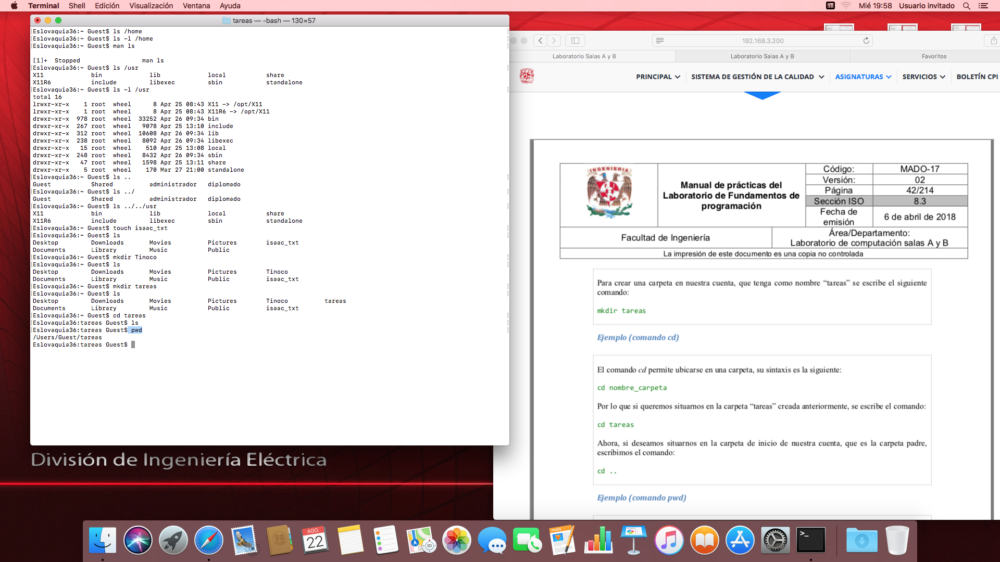 Terminal Shell Edición Visualización Ventana Ayuda
Mié 19:58 Usuario invitado
tareas — -bash — 130×57
[Eslovaquia36:~ Guest$ ls /home ]
[Eslovaquia36:~ Guest$ ls -l /home ]
[Eslovaquia36:~ Guest$ man ls ]
[1]+ Stopped man ls
[Eslovaquia36:~ Guest$ ls /usr ]
X11 bin lib local share
X11R6 include libexec sbin standalone
[Eslovaquia36:~ Guest$ ls -l /usr ]
total 16
lrwxr-xr-x 1 root wheel 8 Apr 25 08:43 X11 -> /opt/X11
lrwxr-xr-x 1 root wheel 8 Apr 25 08:43 X11R6 -> /opt/X11
drwxr-xr-x 978 root wheel 33252 Apr 26 09:34 bin
drwxr-xr-x 267 root wheel 9078 Apr 25 13:10 include
drwxr-xr-x 312 root wheel 10608 Apr 26 09:34 lib
drwxr-xr-x 238 root wheel 8092 Apr 26 09:34 libexec
drwxr-xr-x 15 root wheel 510 Apr 25 13:08 local
drwxr-xr-x 248 root wheel 8432 Apr 26 09:34 sbin
drwxr-xr-x 47 root wheel 1598 Apr 25 13:11 share
drwxr-xr-x 5 root wheel 170 Mar 27 21:00 standalone
[Eslovaquia36:~ Guest$ ls .. ]
Guest Shared administrador diplomado
[Eslovaquia36:~ Guest$ ls ../ ]
Guest Shared administrador diplomado
[Eslovaquia36:~ Guest$ ls ../../usr ]
X11 bin lib local share
X11R6 include libexec sbin standalone
[Eslovaquia36:~ Guest$ touch isaac_txt ]
[Eslovaquia36:~ Guest$ ls ]
Desktop Downloads Movies Pictures isaac_txt
Documents Library Music Public
[Eslovaquia36:~ Guest$ mkdir Tinoco ]
[Eslovaquia36:~ Guest$ ls ]
Desktop Downloads Movies Pictures Tinoco
Documents Library Music Public isaac_txt
[Eslovaquia36:~ Guest$ mkdir tareas ]
[Eslovaquia36:~ Guest$ ls ]
Desktop Downloads Movies Pictures Tinoco tareas
Documents Library Music Public isaac_txt
[Eslovaquia36:~ Guest$ cd tareas ]
[Eslovaquia36:tareas Guest$ ls ]
[Eslovaquia36:tareas Guest$ pwd ]
/Users/Guest/tareas
Eslovaquia36:tareas Guest$
División de Ingeniería Eléctrica
192.168.3.200
Laboratorio Salas A y B
Laboratorio Salas A y B
Favoritos
PRINCIPAL SISTEMA DE GESTIÓN DE LA CALIDAD ASIGNATURAS SERVICIOS BOLETÍN CPI
INGENIERIA
Manual de prácticas del
Laboratorio de Fundamentos de
programación
Código: MADO-17
Versión: 02
Página 42/214
Sección ISO 8.3
Fecha de
emisión
6 de abril de 2018
Facultad de Ingeniería
Área/Departamento:
Laboratorio de computación salas A y B
La impresión de este documento es una copia no controlada
Para crear una carpeta en nuestra cuenta, que tenga como nombre “tareas” se escribe el siguiente
comando:
mkdir tareas
Ejemplo (comando cd)
El comando cd permite ubicarse en una carpeta, su sintaxis es la siguiente:
cd nombre_carpeta
Por lo que si queremos situarnos en la carpeta “tareas” creada anteriormente, se escribe el comando:
cd tareas
Ahora, si deseamos situarnos en la carpeta de inicio de nuestra cuenta, que es la carpeta padre,
escribimos el comando:
cd ..
Ejemplo (comando pwd)
AGO.
22
3D
PAGES
>_